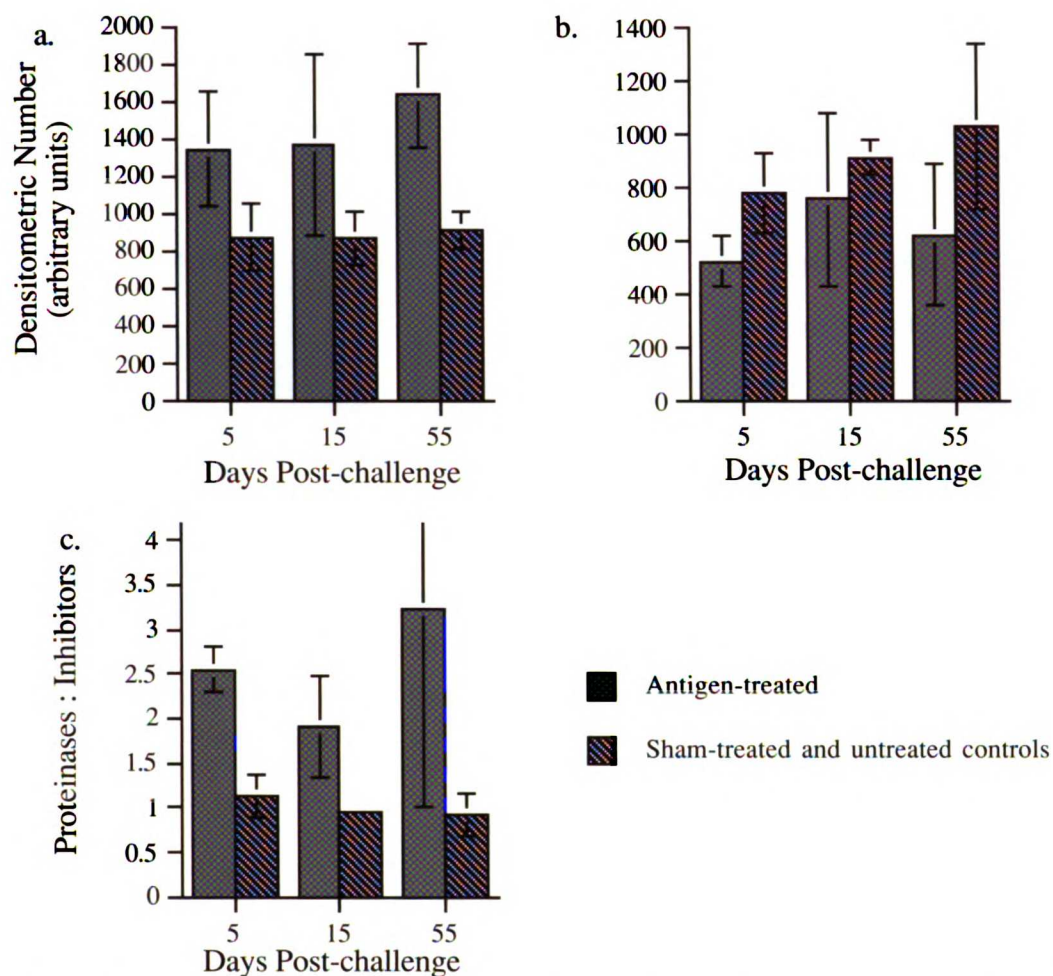 a.
Densitometric Number
(arbitrary units)
2000
1800
1600
1400
1200
1000
800
600
400
200
0
5 15 55
Days Post-challenge
b.
1400
1200
1000
800
600
400
200
0
5 15 55
Days Post-challenge
c.
Proteinases : Inhibitors
4
3.5
3
2.5
2
1.5
1
0.5
0
5 15 55
Days Post-challenge
Antigen-treated
Sham-treated and untreated controls